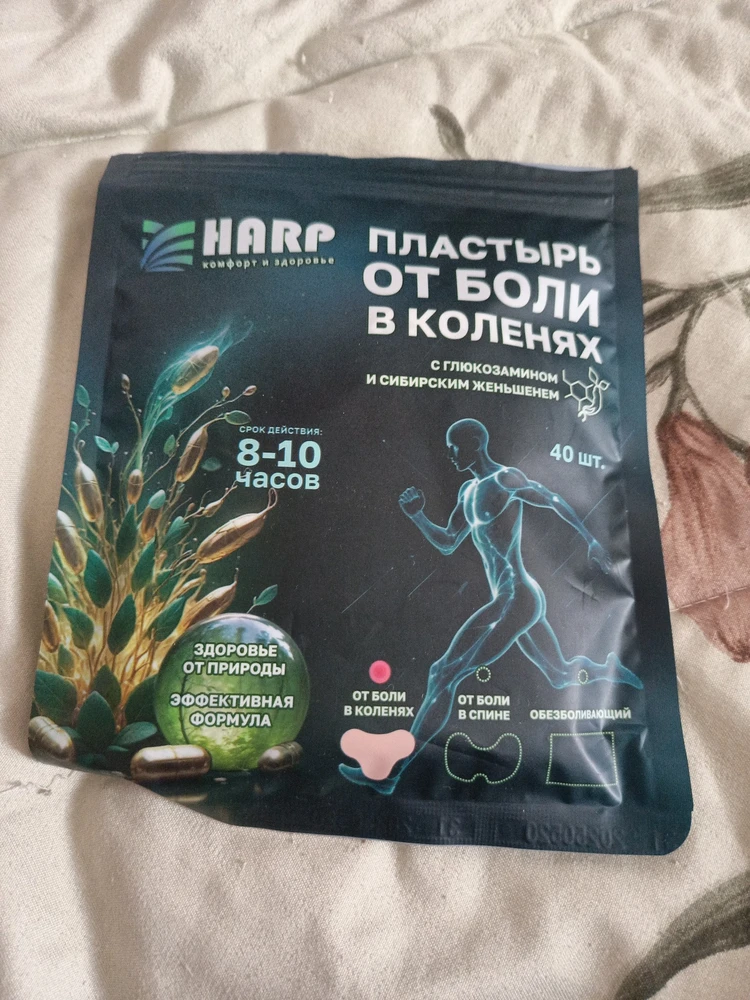 HARP
комфорт и здоровье
ПЛАСТЫРЬ
ОТ БОЛИ
В КОЛЕНЯХ
С ГЛЮКОЗАМИНОМ
И СИБИРСКИМ ЖЕНЬШЕНЕМ
СРОК ДЕЙСТВИЯ:
8-10
часов
40 шт.
ЗДОРОВЬЕ
ОТ ПРИРОДЫ
ЭФФЕКТИВНАЯ
ФОРМУЛА
ОТ БОЛИ
В КОЛЕНЯХ
ОТ БОЛИ
В СПИНЕ
ОБЕЗБОЛИВАЮЩИЙ